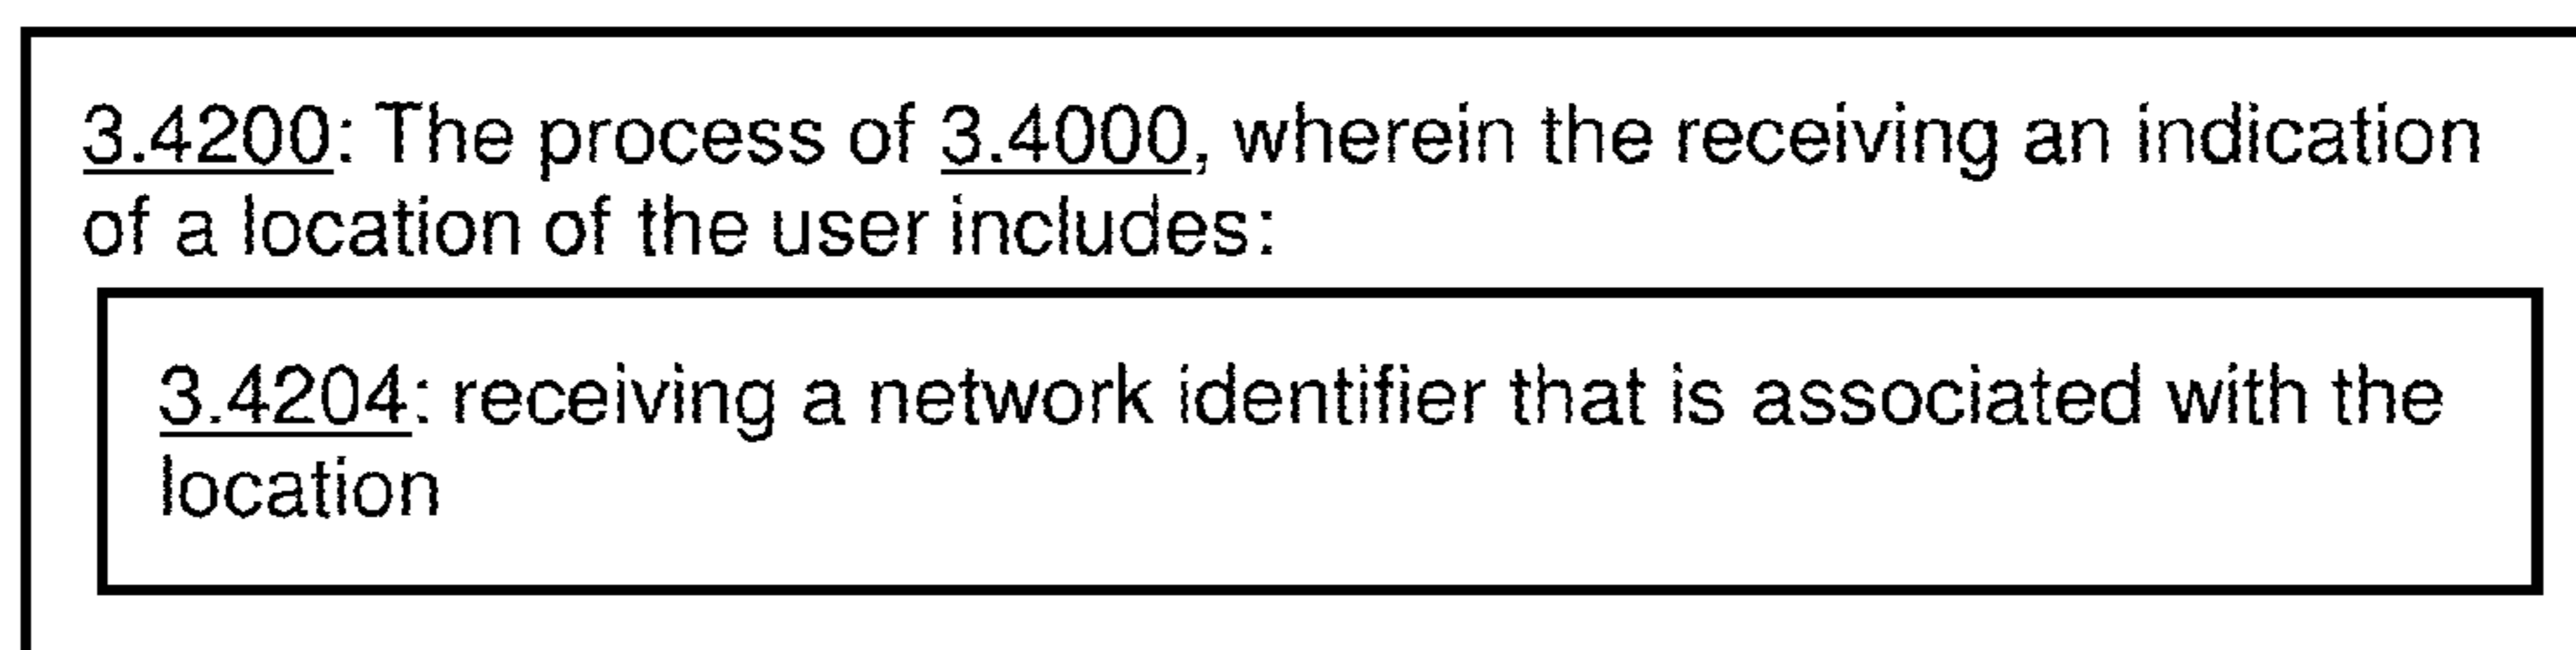 3.4200: The process of 3.4000, wherein the receiving an indication
of a location of the user includes:
3.4204: receiving a network identifier that is associated with the
location